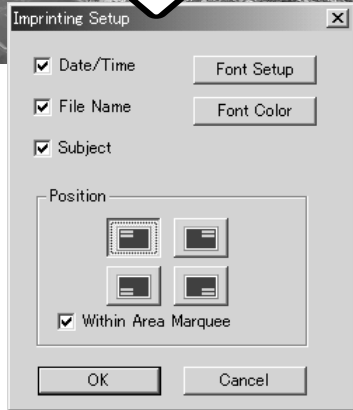 Imprinting Setup
Date/Time
Font Setup
File Name
Font Color
Subject
Position
Within Area Marquee
OK
Cancel